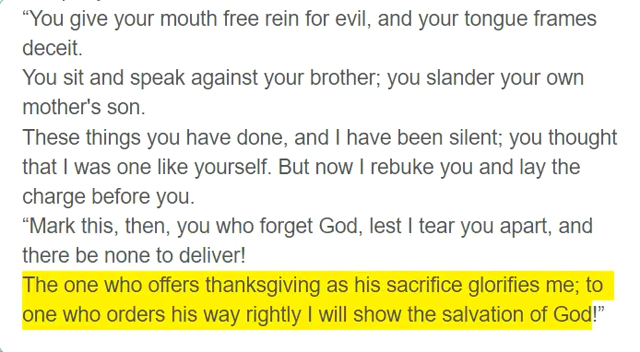 “You give your mouth free rein for evil, and your tongue frames
deceit.
You sit and speak against your brother; you slander your own
mother's son.
These things you have done, and I have been silent; you thought
that I was one like yourself. But now I rebuke you and lay the
charge before you.
“Mark this, then, you who forget God, lest I tear you apart, and
there be none to deliver!
The one who offers thanksgiving as his sacrifice glorifies me; to
one who orders his way rightly I will show the salvation of God!”